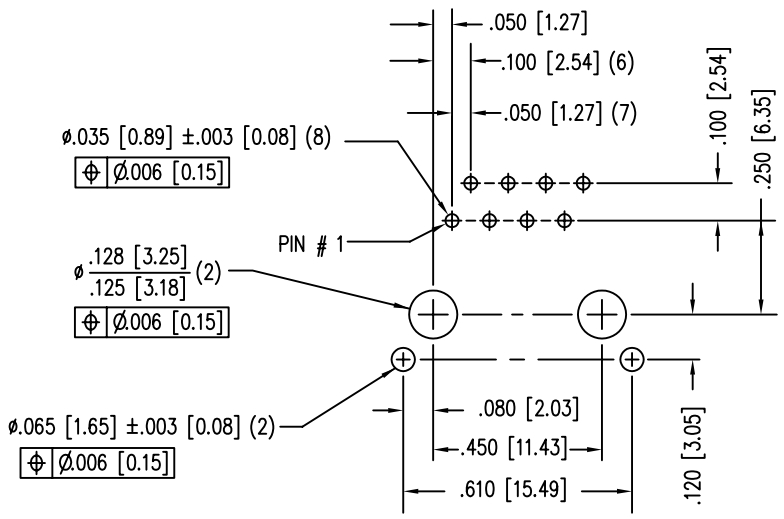 .050 [1.27]
.100 [2.54] (6)
.050 [1.27] (7)
.100 [2.54]
.250 [6.35]
ø.035 [0.89] ±.003 [0.08] (8)
⌖ Ø.006 [0.15]
PIN # 1
ø .128 [3.25] (2)
.125 [3.18]
⌖ Ø.006 [0.15]
ø.065 [1.65] ±.003 [0.08] (2)
⌖ Ø.006 [0.15]
.080 [2.03]
.450 [11.43]
.610 [15.49]
.120 [3.05]